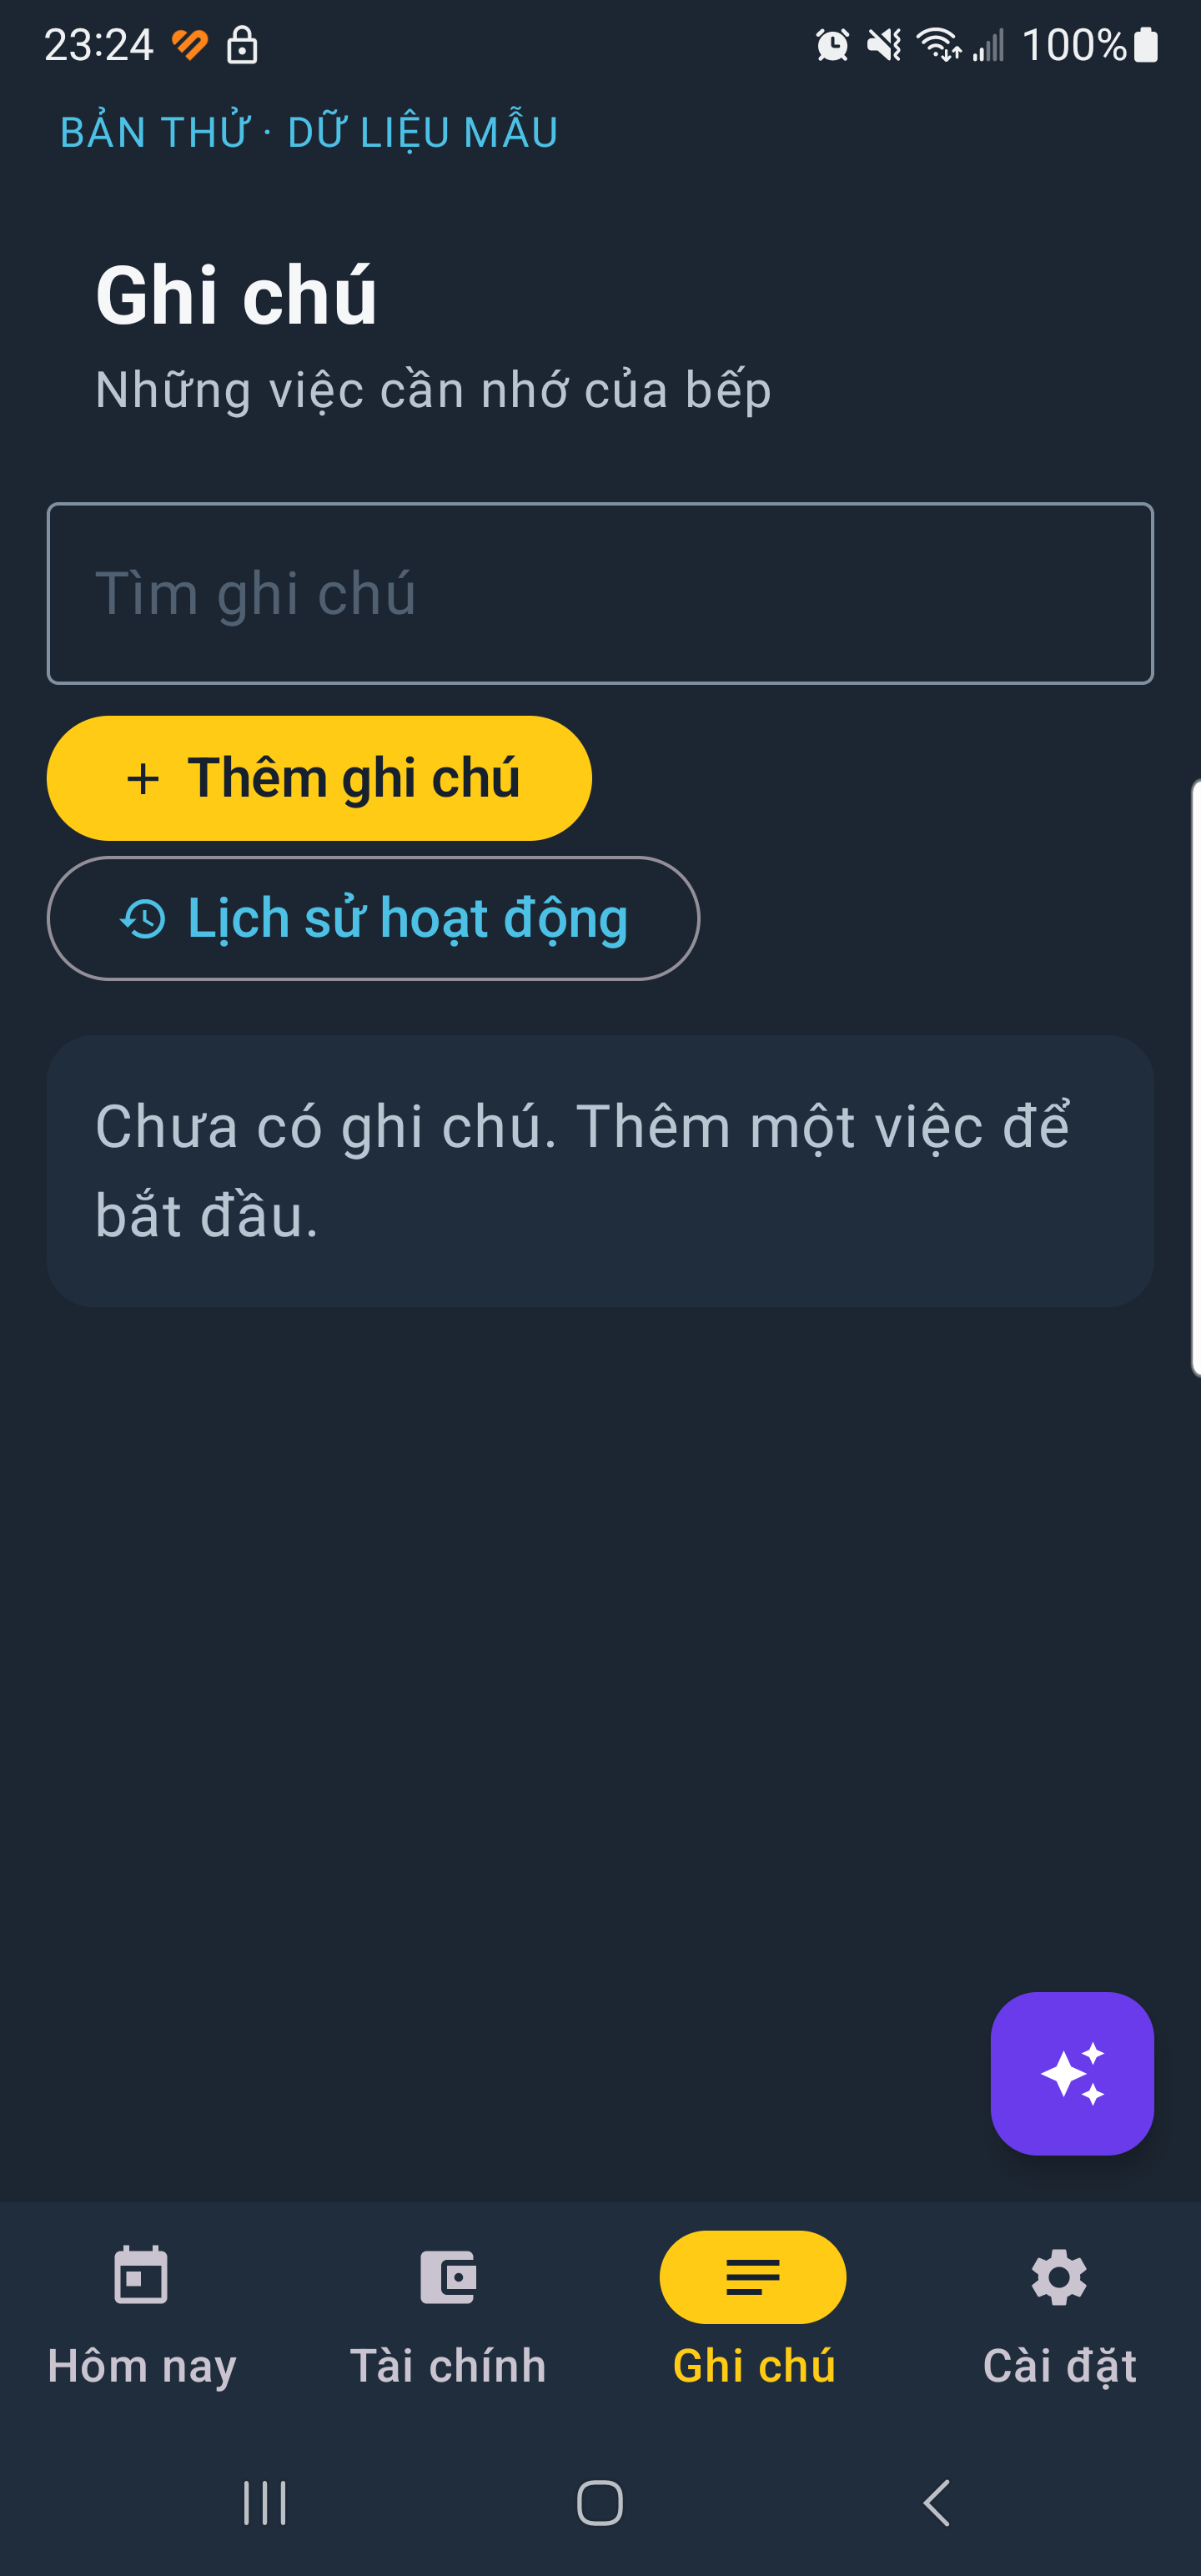 23:24
100%
BẢN THỬ · DỮ LIỆU MẪU
Ghi chú
Những việc cần nhớ của bếp
Tìm ghi chú
+ Thêm ghi chú
Lịch sử hoạt động
Chưa có ghi chú. Thêm một việc để
bắt đầu.
Hôm nay
Tài chính
Ghi chú
Cài đặt